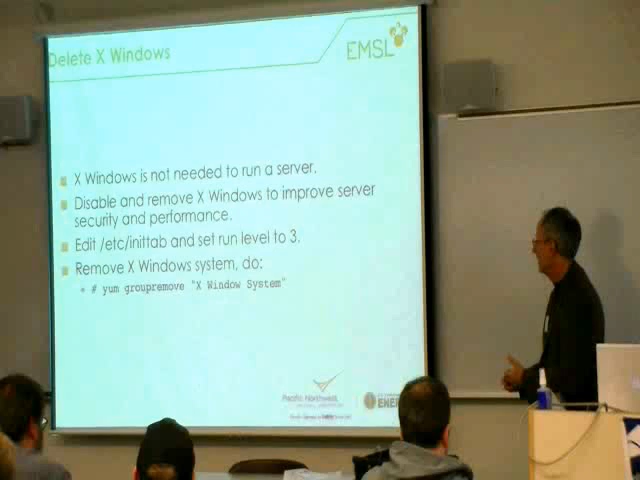 Delete X Windows
EMSL
X Windows is not needed to run a server.
Disable and remove X Windows to improve server
security and performance.
Edit /etc/inittab and set run level to 3.
Remove X Windows system, do:
# yum groupremove "X Window System"
Pacific Northwest
ENER